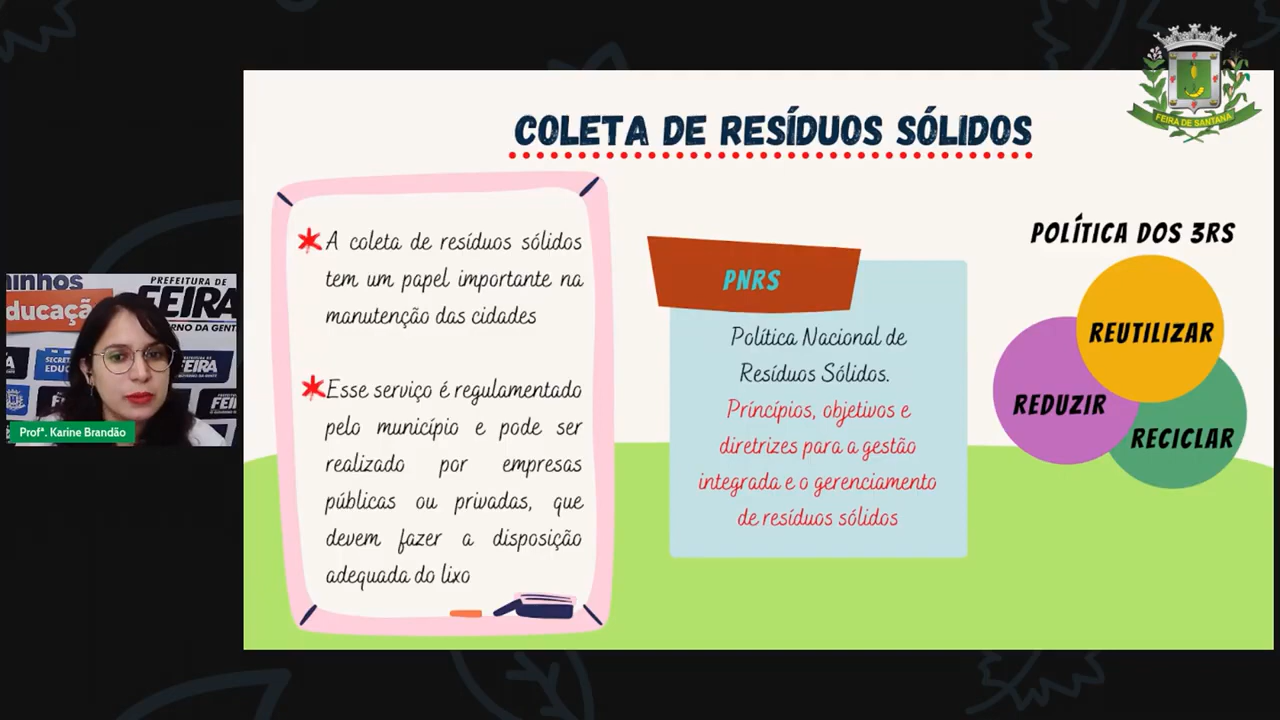 FEIRA DE SANTANA
COLETA DE RESÍDUOS SÓLIDOS
A coleta de resíduos sólidos
tem um papel importante na
manutenção das cidades
Esse serviço é regulamentado
pelo município e pode ser
realizado por empresas
públicas ou privadas, que
devem fazer a disposição
adequada do lixo
PNRS
Política Nacional de
Resíduos Sólidos.
Princípios, objetivos e
diretrizes para a gestão
integrada e o gerenciamento
de resíduos sólidos
POLÍTICA DOS 3RS
REUTILIZAR
REDUZIR
RECICLAR
PREFEITURA DE
FEIRA
Profª. Karine Brandão